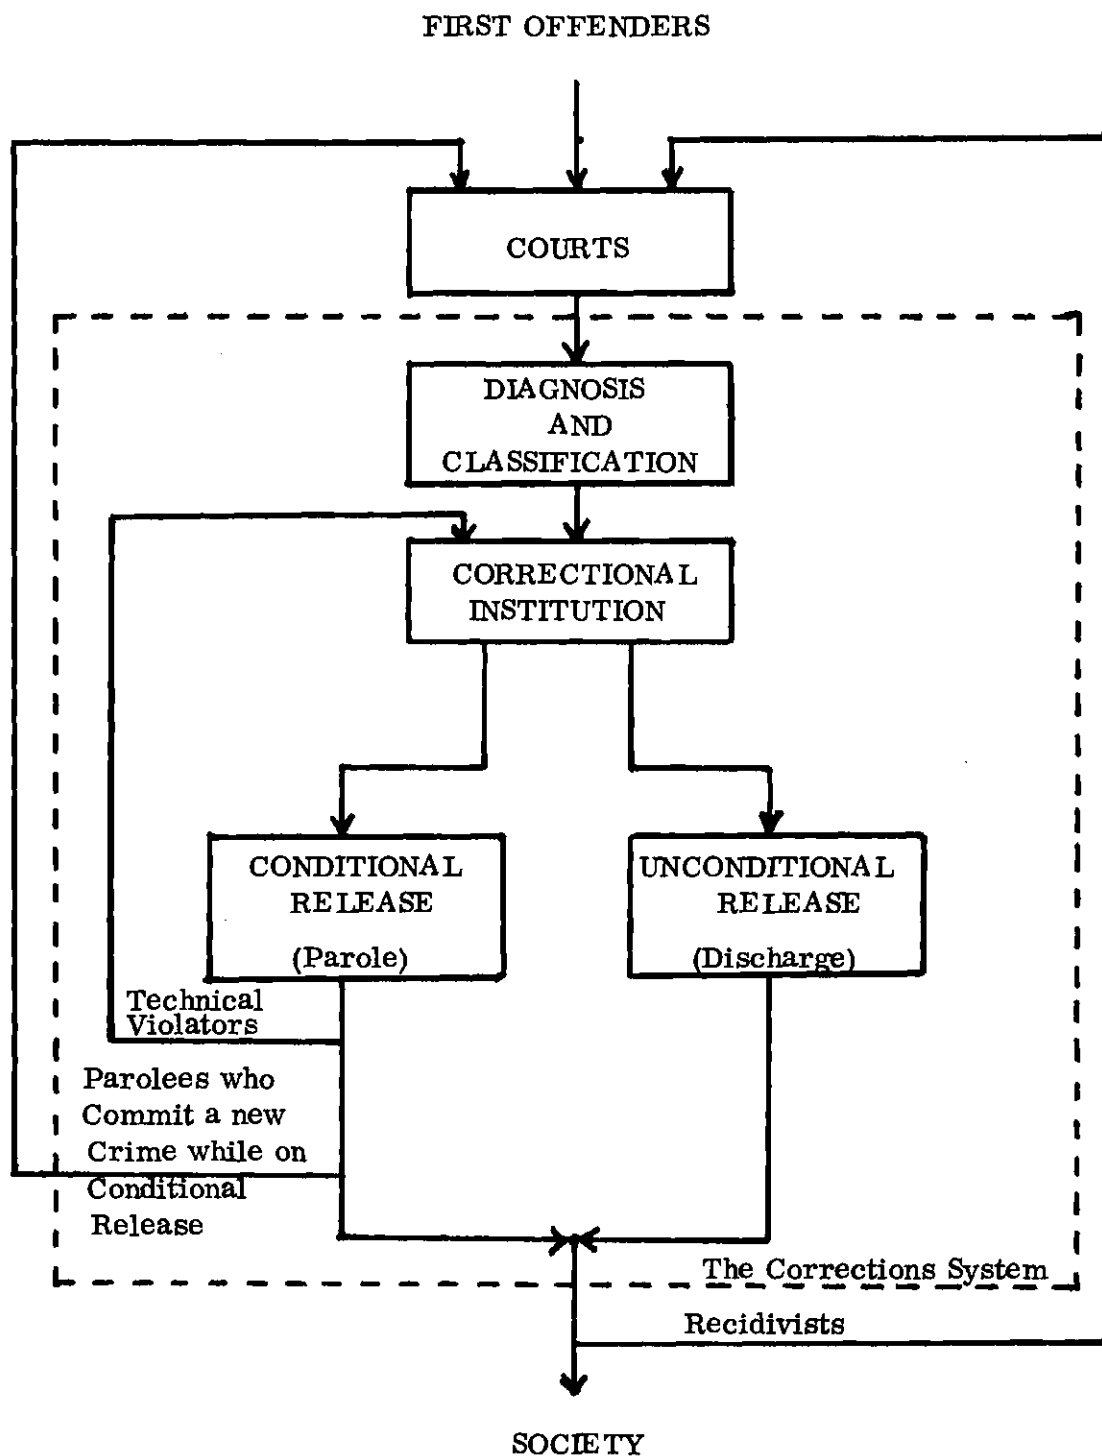 FIRST OFFENDERS
COURTS
DIAGNOSIS
AND
CLASSIFICATION
CORRECTIONAL
INSTITUTION
CONDITIONAL
RELEASE
(Parole)
UNCONDITIONAL
RELEASE
(Discharge)
Technical
Violators
Parolees who
Commit a new
Crime while on
Conditional
Release
The Corrections System
Recidivists
SOCIETY